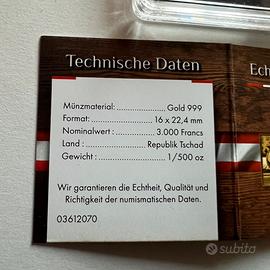 Technische Daten
Ech
Münzmaterial: Gold 999
Format: 16 x 22,4 mm
Nominalwert: 3.000 Francs
Land: Republik Tschad
Gewicht: 1/500 oz
Wir garantieren die Echtheit, Qualität und
Richtigkeit der numismatischen Daten.
03612070
subito